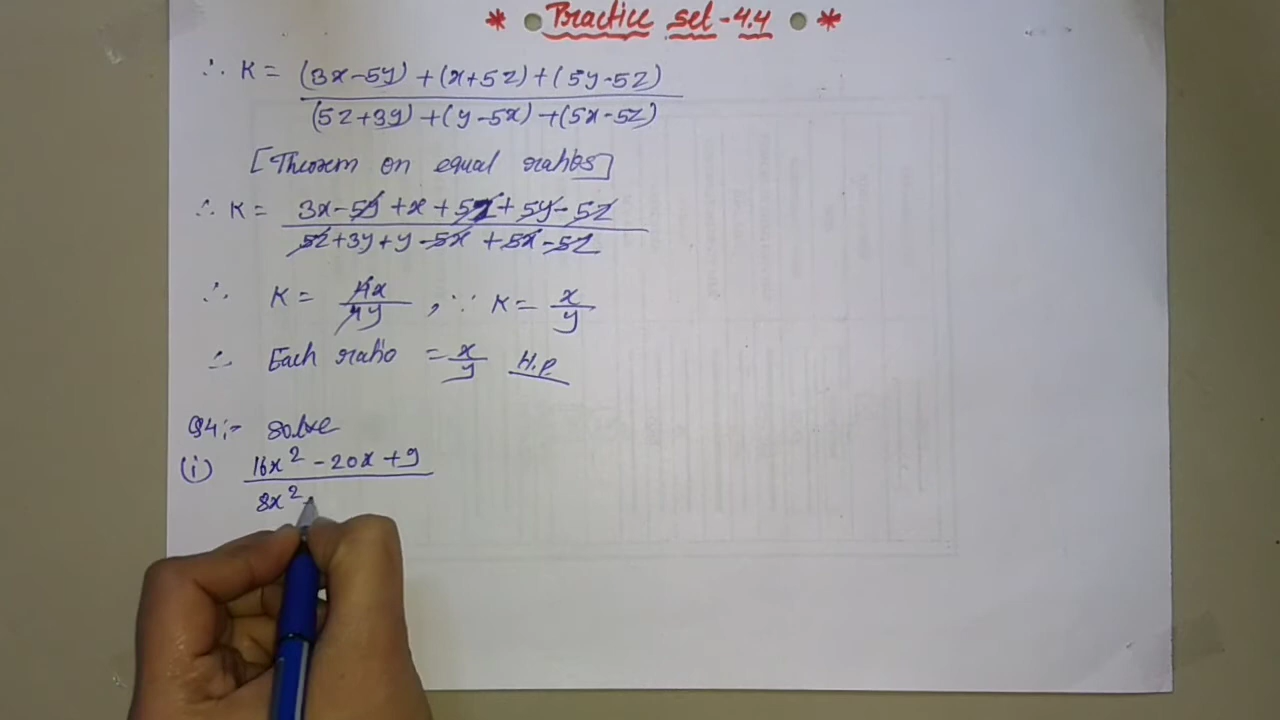 * Practice set-4.4 *
∴ K = (3x-5y) + (x+5z) + (5y-5z)
(5z+3y) + (y-5x) + (5x-5z)
[Theorem on equal ratios]
∴ K = 3x-5y + x + 5z + 5y - 5z
5z + 3y + y - 5x + 5x - 5z
∴ K = 4x/4y , ∵ K = x/y
∴ Each ratio = x/y H.P.
Q4:- solve
(i) 16x² - 20x + 9
8x²